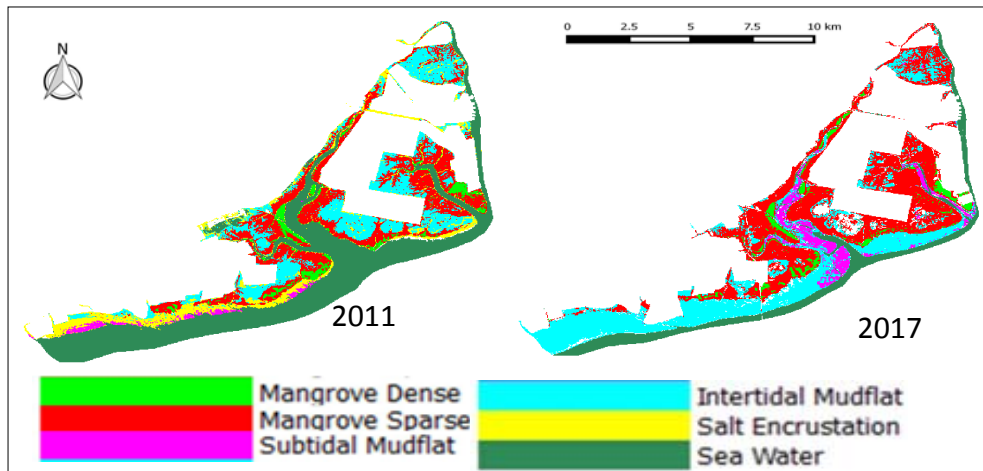 N
0 2.5 5 7.5 10 km
2011
2017
Mangrove Dense
Mangrove Sparse
Subtidal Mudflat
Intertidal Mudflat
Salt Encrustation
Sea Water